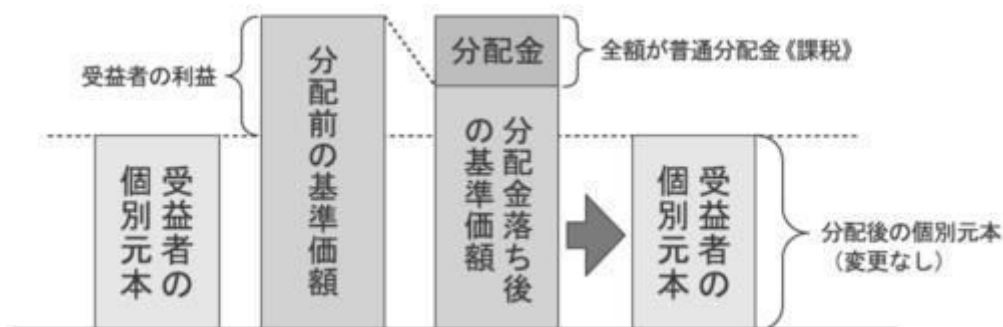 受益者の利益
受益者の
個別元本
分配前の基準価額
分配金
全額が普通分配金《課税》
分配金落ち後
の基準価額
受益者の
個別元本
分配後の個別元本
（変更なし）